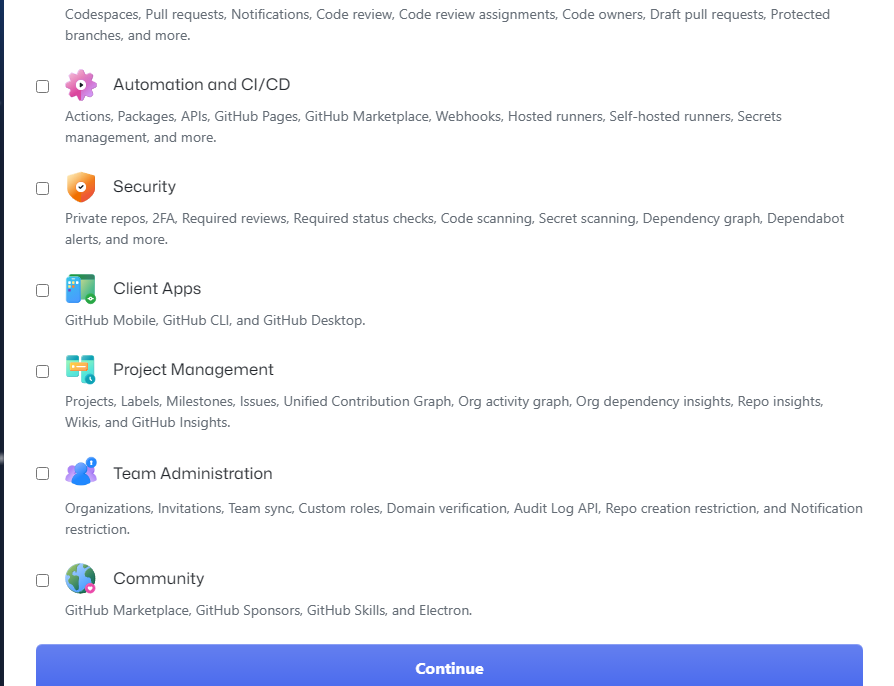 Codespaces, Pull requests, Notifications, Code review, Code review assignments, Code owners, Draft pull requests, Protected
branches, and more.
Automation and CI/CD
Actions, Packages, APIs, GitHub Pages, GitHub Marketplace, Webhooks, Hosted runners, Self-hosted runners, Secrets
management, and more.
Security
Private repos, 2FA, Required reviews, Required status checks, Code scanning, Secret scanning, Dependency graph, Dependabot
alerts, and more.
Client Apps
GitHub Mobile, GitHub CLI, and GitHub Desktop.
Project Management
Projects, Labels, Milestones, Issues, Unified Contribution Graph, Org activity graph, Org dependency insights, Repo insights,
Wikis, and GitHub Insights.
Team Administration
Organizations, Invitations, Team sync, Custom roles, Domain verification, Audit Log API, Repo creation restriction, and Notification
restriction.
Community
GitHub Marketplace, GitHub Sponsors, GitHub Skills, and Electron.
Continue